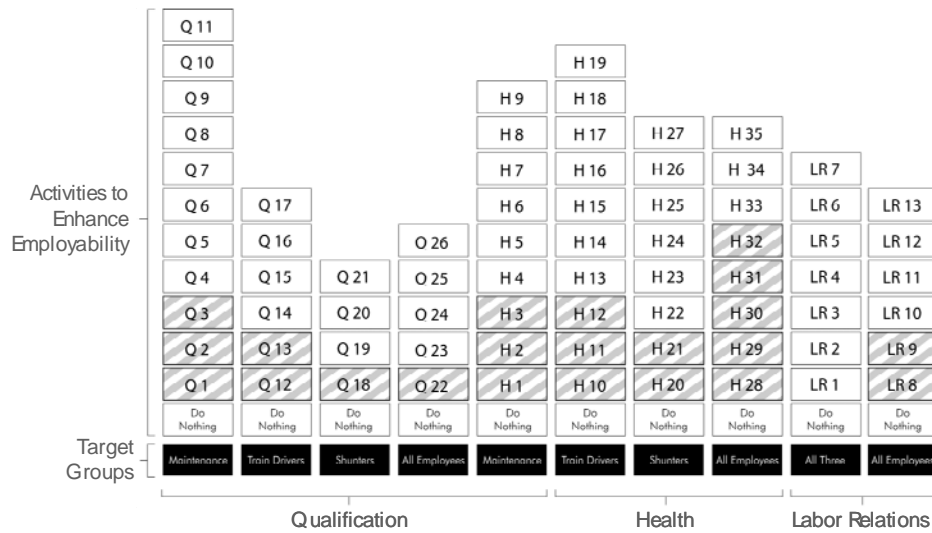 Activities to
Enhance
Employability
Q 11
Q 10 H 19
Q 9 H 9 H 18
Q 8 H 8 H 17 H 27 H 35
Q 7 H 7 H 16 H 26 H 34 LR 7
Q 6 Q 17 H 6 H 15 H 25 H 33 LR 6 LR 13
Q 5 Q 16 O 26 H 5 H 14 H 24 H 32 LR 5 LR 12
Q 4 Q 15 Q 21 O 25 H 4 H 13 H 23 H 31 LR 4 LR 11
Q 3 Q 14 Q 20 O 24 H 3 H 12 H 22 H 30 LR 3 LR 10
Q 2 Q 13 Q 19 O 23 H 2 H 11 H 21 H 29 LR 2 LR 9
Q 1 Q 12 Q 18 O 22 H 1 H 10 H 20 H 28 LR 1 LR 8
Do Do Do Do Do Do Do Do Do Do
Nothing Nothing Nothing Nothing Nothing Nothing Nothing Nothing Nothing Nothing
Target
Groups
Maintenance Train Drivers Shunters All Employees Maintenance Train Drivers Shunters All Employees All Three All Employees
Qualification Health Labor Relations